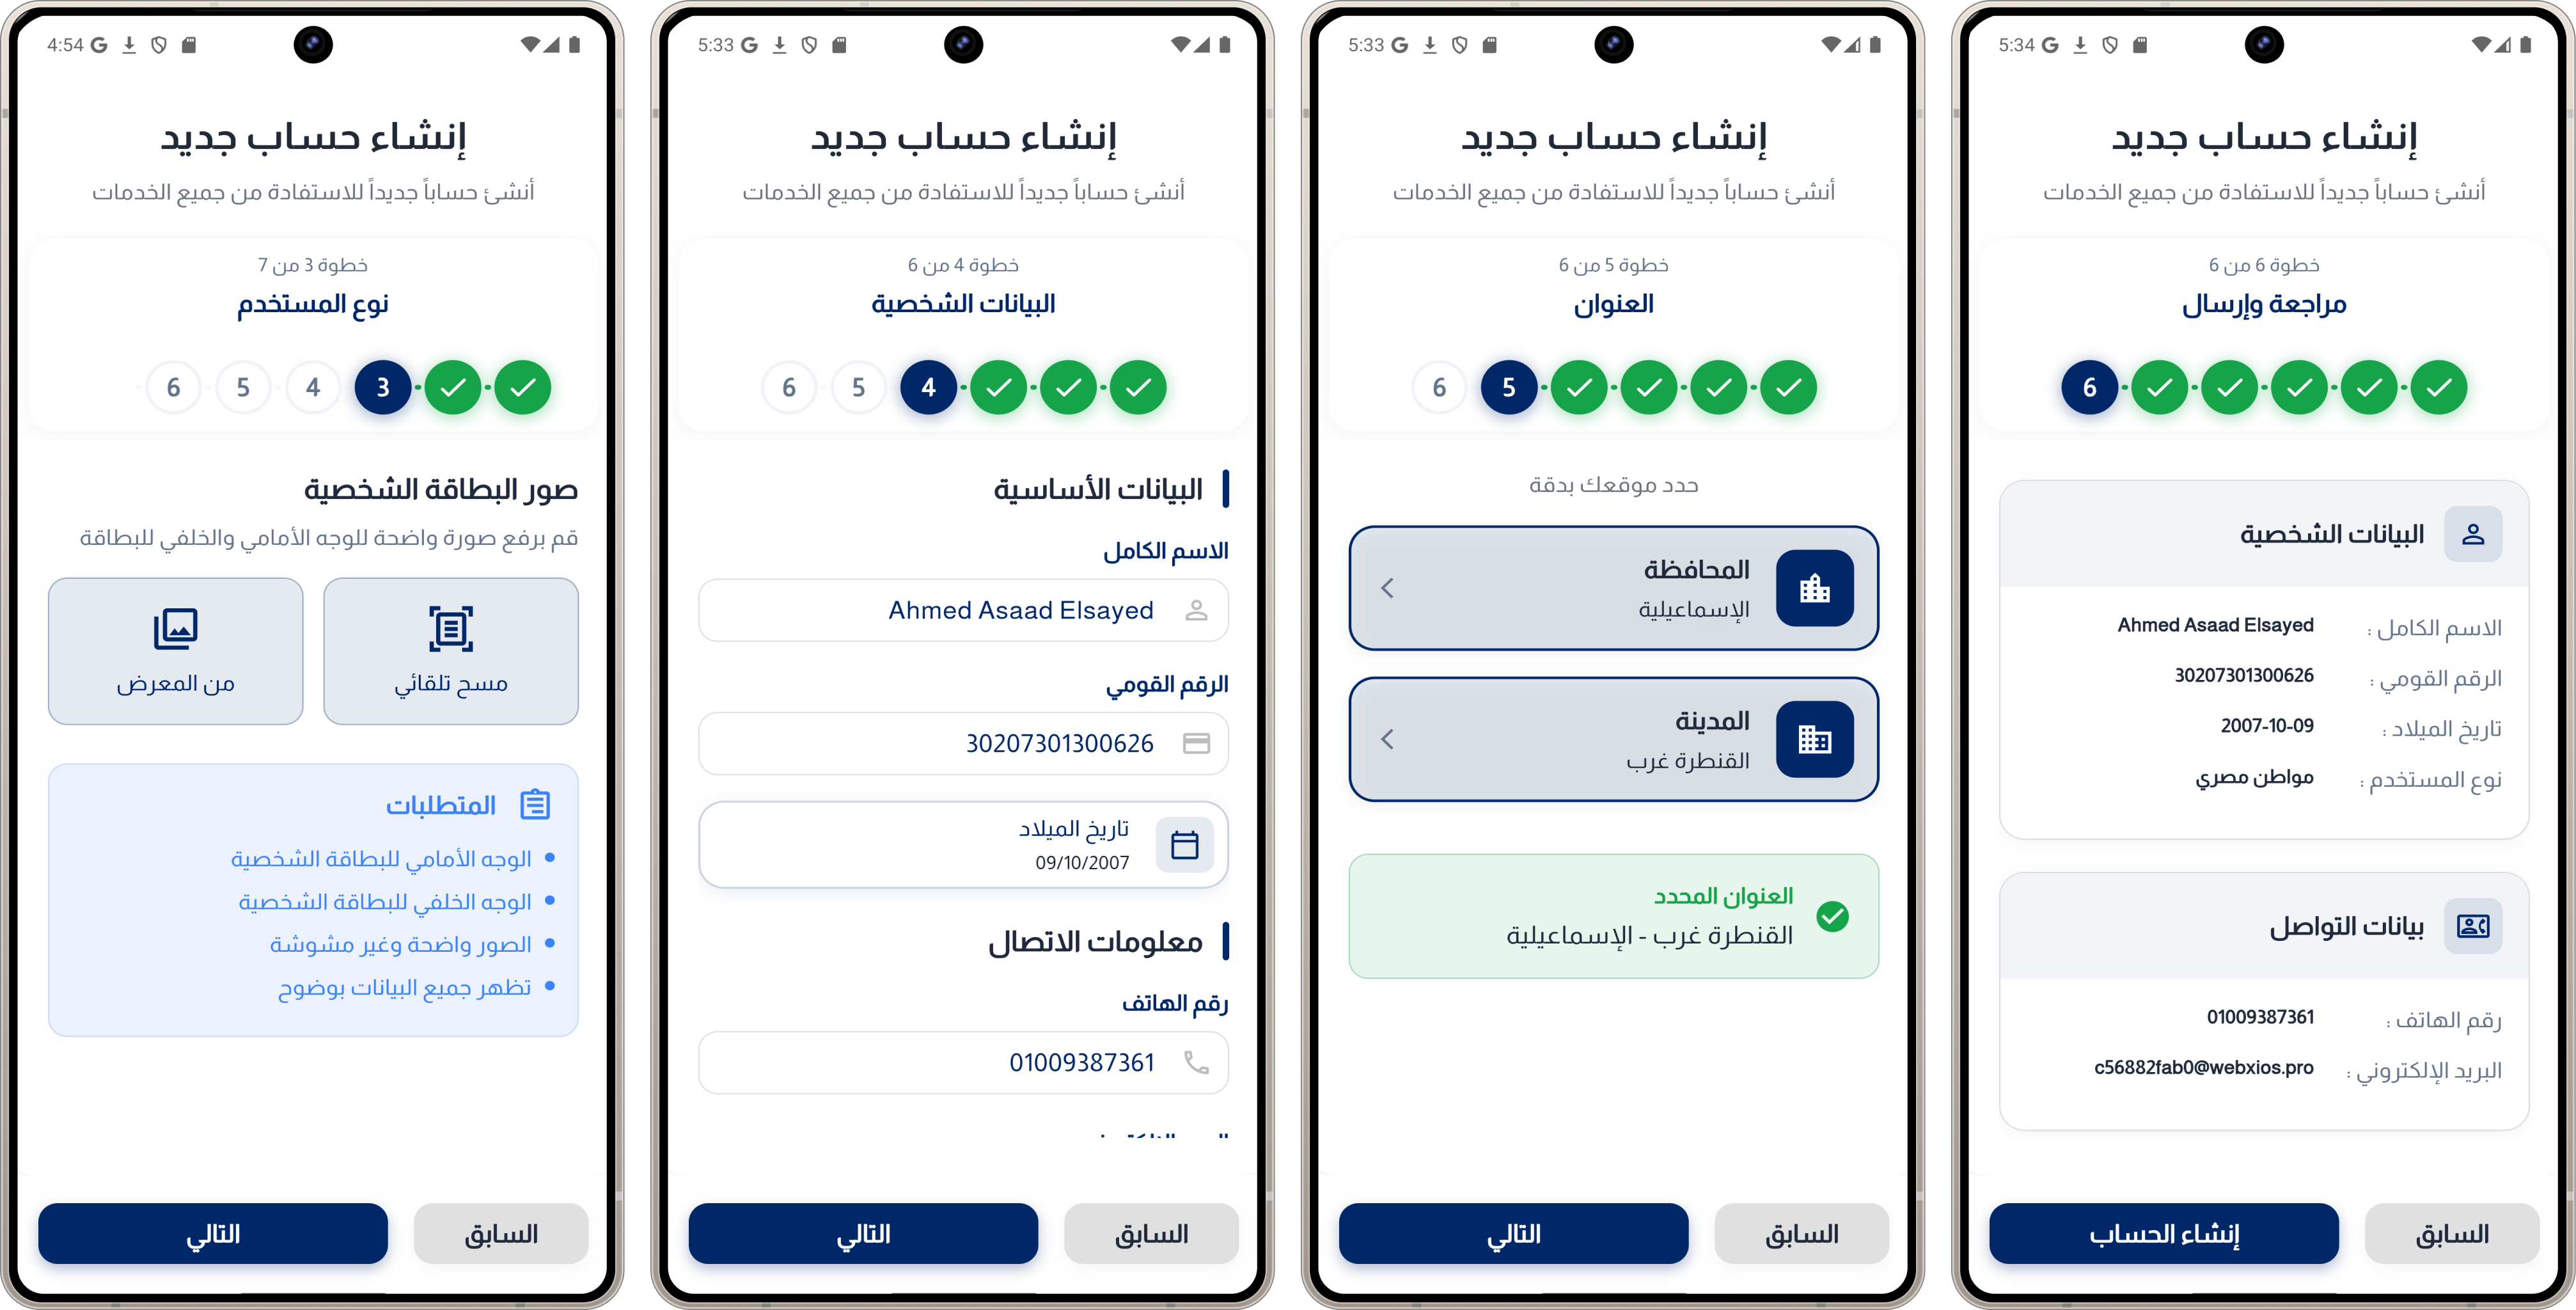 4:54
إنشاء حساب جديد
أنشئ حساباً جديداً للاستفادة من جميع الخدمات
خطوة 3 من 7
نوع المستخدم
3 4 5 6
صور البطاقة الشخصية
قم برفع صورة واضحة للوجه الأمامي والخلفي للبطاقة
مسح تلقائي
من المعرض
المتطلبات
• الوجه الأمامي للبطاقة الشخصية
• الوجه الخلفي للبطاقة الشخصية
• الصور واضحة وغير مشوشة
• تظهر جميع البيانات بوضوح
السابق
التالي
5:33
إنشاء حساب جديد
أنشئ حساباً جديداً للاستفادة من جميع الخدمات
خطوة 4 من 6
البيانات الشخصية
4 5 6
البيانات الأساسية
الاسم الكامل
Ahmed Asaad Elsayed
الرقم القومي
30207301300626
تاريخ الميلاد
09/10/2007
معلومات الاتصال
رقم الهاتف
01009387361
السابق
التالي
5:33
إنشاء حساب جديد
أنشئ حساباً جديداً للاستفادة من جميع الخدمات
خطوة 5 من 6
العنوان
5 6
حدد موقعك بدقة
المحافظة
الإسماعيلية
المدينة
القنطرة غرب
العنوان المحدد
القنطرة غرب - الإسماعيلية
السابق
التالي
5:34
إنشاء حساب جديد
أنشئ حساباً جديداً للاستفادة من جميع الخدمات
خطوة 6 من 6
مراجعة وإرسال
6
البيانات الشخصية
الاسم الكامل : Ahmed Asaad Elsayed
الرقم القومي : 30207301300626
تاريخ الميلاد : 2007-10-09
نوع المستخدم : مواطن مصري
بيانات التواصل
رقم الهاتف : 01009387361
البريد الإلكتروني : c56882fab0@webxios.pro
السابق
إنشاء الحساب